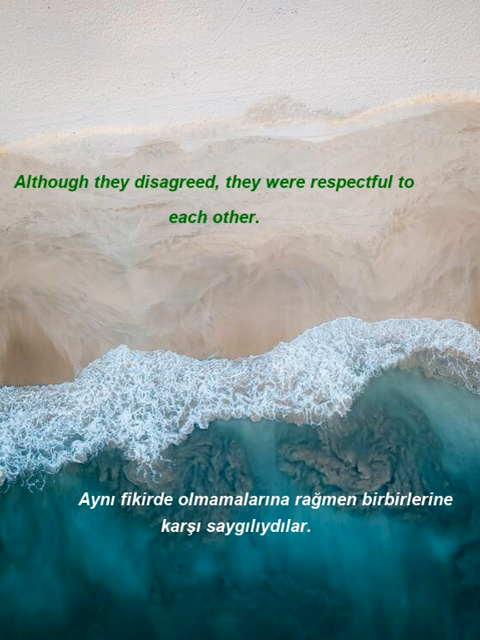 Although they disagreed, they were respectful to
each other.
Aynı fikirde olmamalarına rağmen birbirlerine
karşı saygılıydılar.